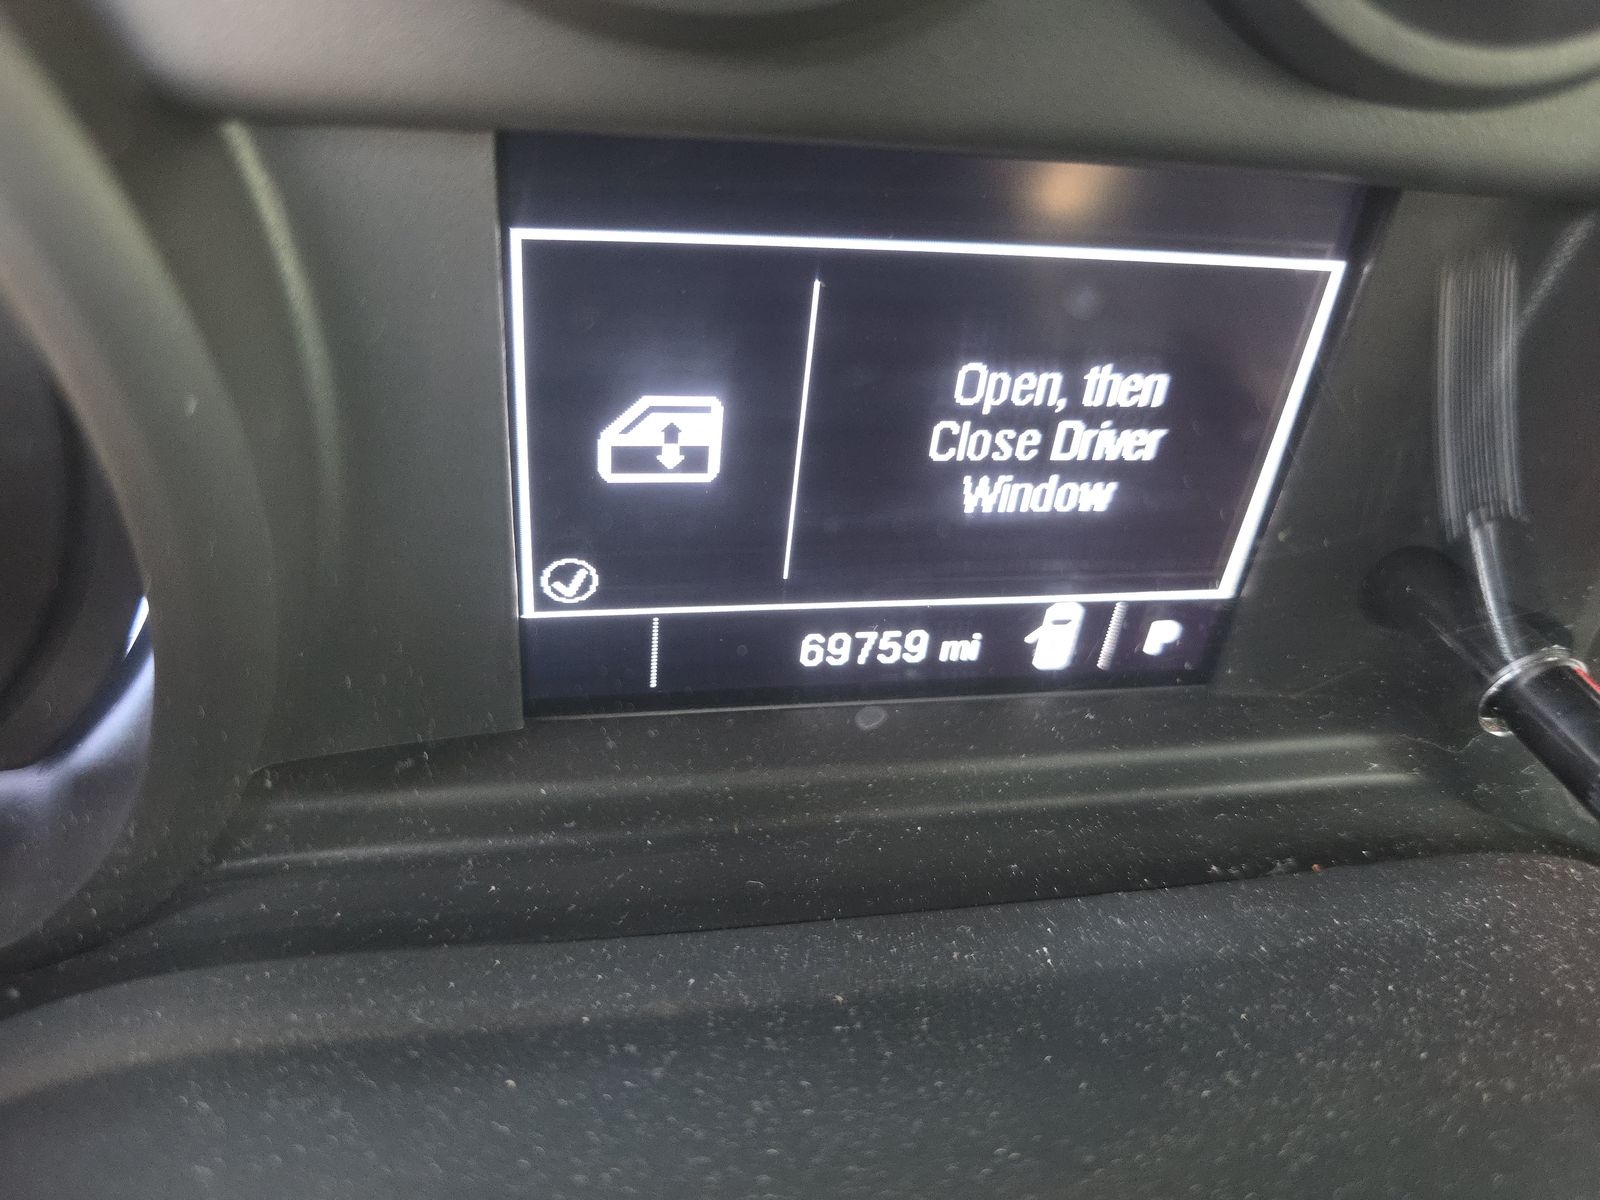 Open, then
Close Driver
Window
69759 mi P